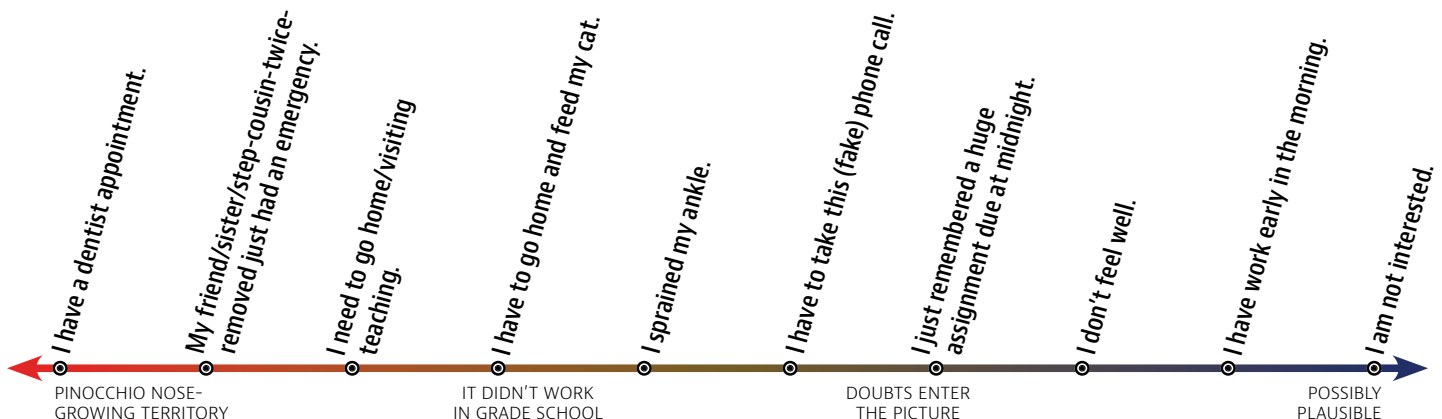 I have a dentist appointment.
My friend/sister/step-cousin-twice-
removed just had an emergency.
I need to go home/visiting
teaching.
I have to go home and feed my cat.
I sprained my ankle.
I have to take this (fake) phone call.
I just remembered a huge
assignment due at midnight.
I don't feel well.
I have work early in the morning.
I am not interested.
PINOCCHIO NOSE-
GROWING TERRITORY
IT DIDN'T WORK
IN GRADE SCHOOL
DOUBTS ENTER
THE PICTURE
POSSIBLY
PLAUSIBLE